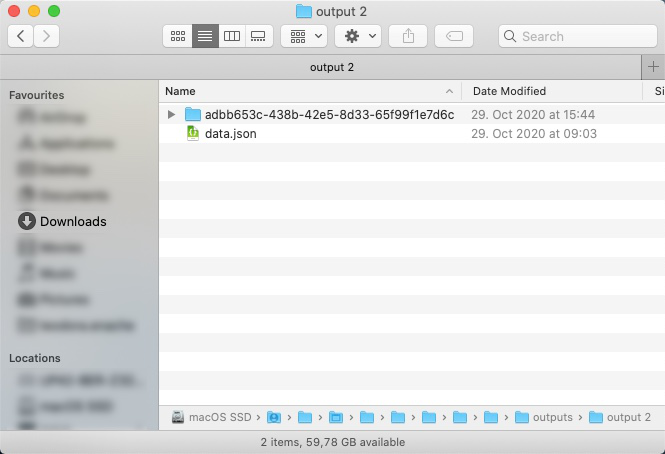 output 2
Search
output 2
Favourites
Downloads
Locations
Name
Date Modified
Si
adbb653c-438b-42e5-8d33-65f99f1e7d6c
29. Oct 2020 at 15:44
data.json
29. Oct 2020 at 09:03
macOS SSD
outputs
output 2
2 items, 59,78 GB available